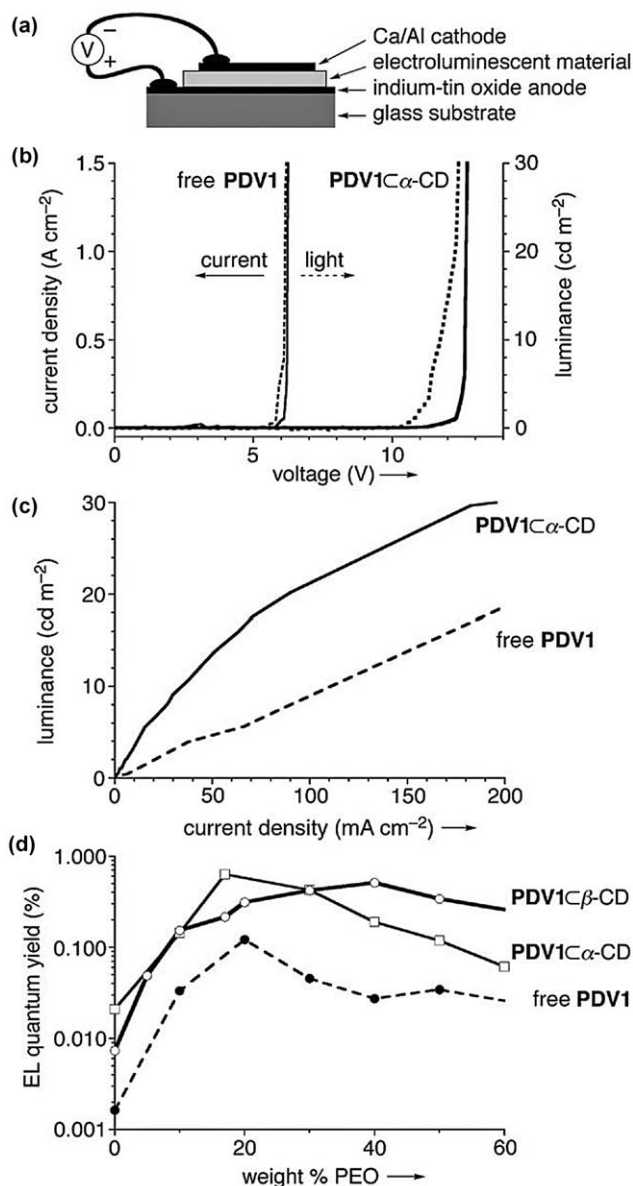 (a)
−
V
+
Ca/Al cathode
electroluminescent material
indium-tin oxide anode
glass substrate
(b)
1.5
1.0
0.5
0.0
current density (A cm⁻²)
free PDV1
PDV1⊂α-CD
current
light
30
20
10
0
luminance (cd m⁻²)
0
5
10
voltage (V)
(c)
30
20
10
0
luminance (cd m⁻²)
PDV1⊂α-CD
free PDV1
0
50
100
150
200
current density (mA cm⁻²)
(d)
1.000
0.100
0.010
0.001
EL quantum yield (%)
PDV1⊂β-CD
PDV1⊂α-CD
free PDV1
0
20
40
60
weight % PEO